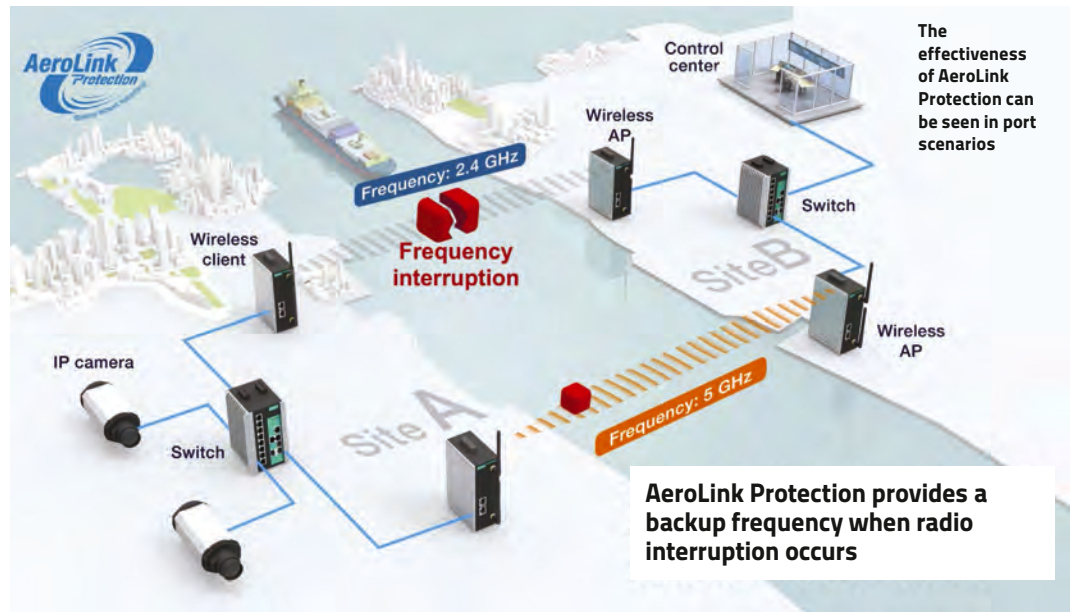 AeroLink
Protection
Control
center
The
effectiveness
of AeroLink
Protection can
be seen in port
scenarios
Wireless
AP
Frequency: 2.4 GHz
Switch
Wireless
client
Frequency
interruption
Site B
Wireless
AP
IP camera
Frequency: 5 GHz
Site A
Switch
AeroLink Protection provides a
backup frequency when radio
interruption occurs